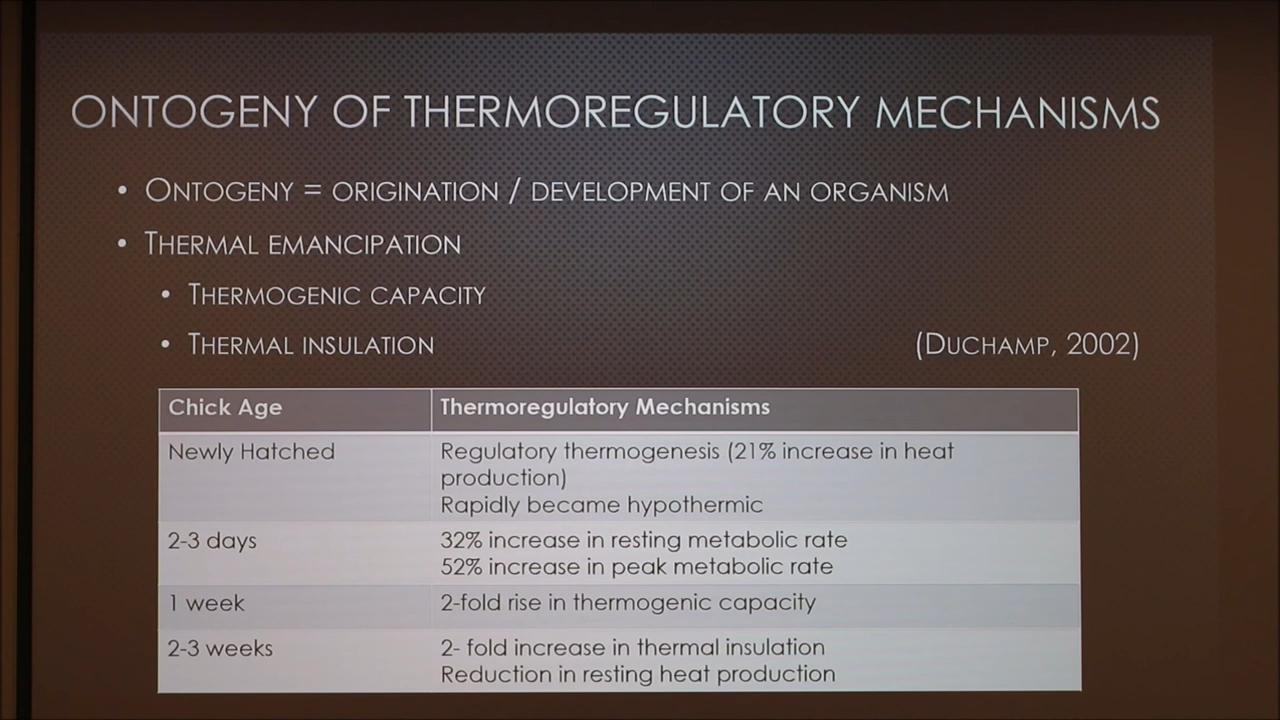 ONTOGENY OF THERMOREGULATORY MECHANISMS
• ONTOGENY = ORIGINATION / DEVELOPMENT OF AN ORGANISM
• THERMAL EMANCIPATION
• THERMOGENIC CAPACITY
• THERMAL INSULATION (DUCHAMP, 2002)
Chick Age Thermoregulatory Mechanisms
Newly Hatched Regulatory thermogenesis (21% increase in heat
production)
Rapidly became hypothermic
2-3 days 32% increase in resting metabolic rate
52% increase in peak metabolic rate
1 week 2-fold rise in thermogenic capacity
2-3 weeks 2- fold increase in thermal insulation
Reduction in resting heat production